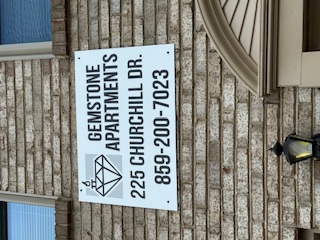 GEMSTONE
APARTMENTS
225 CHURCHILL DR.
859-200-7023